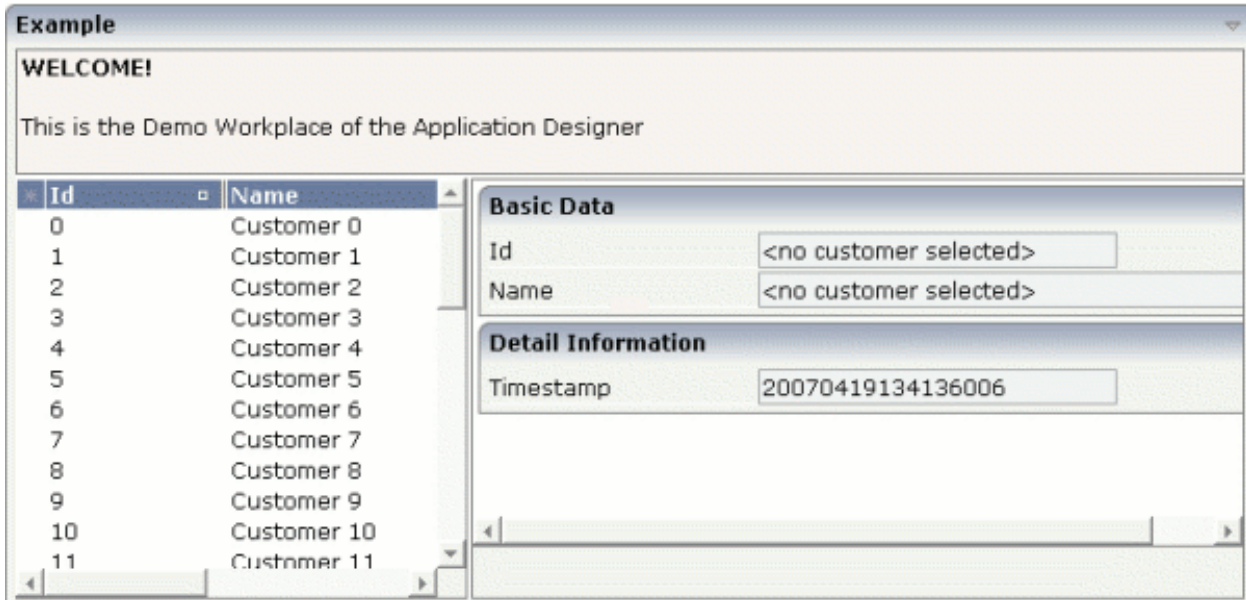 Example
WELCOME!
This is the Demo Workplace of the Application Designer
Id Name
0 Customer 0
1 Customer 1
2 Customer 2
3 Customer 3
4 Customer 4
5 Customer 5
6 Customer 6
7 Customer 7
8 Customer 8
9 Customer 9
10 Customer 10
11 Customer 11
Basic Data
Id <no customer selected>
Name <no customer selected>
Detail Information
Timestamp 20070419134136006